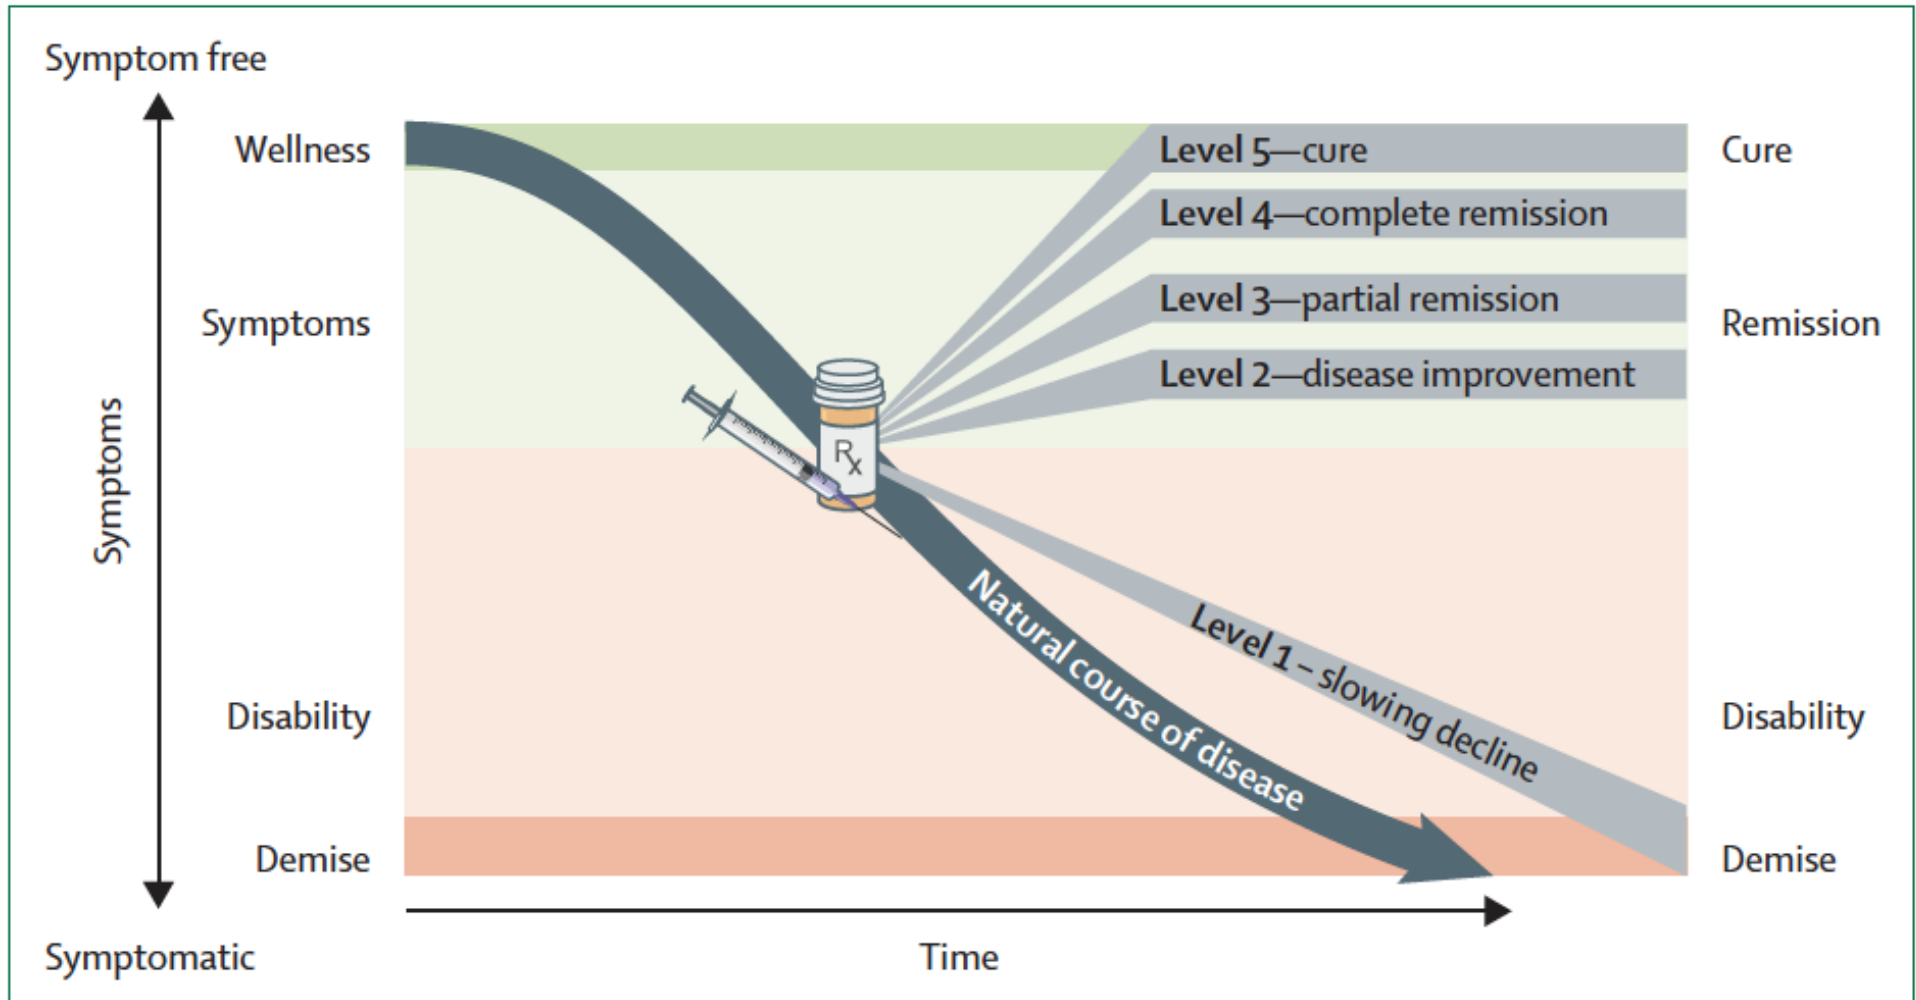 Symptom free
Wellness
Level 5—cure
Cure
Level 4—complete remission
Symptoms
Level 3—partial remission
Remission
Level 2—disease improvement
Rx
Symptoms
Natural course of disease
Level 1 – slowing decline
Disability
Disability
Demise
Demise
Symptomatic
Time